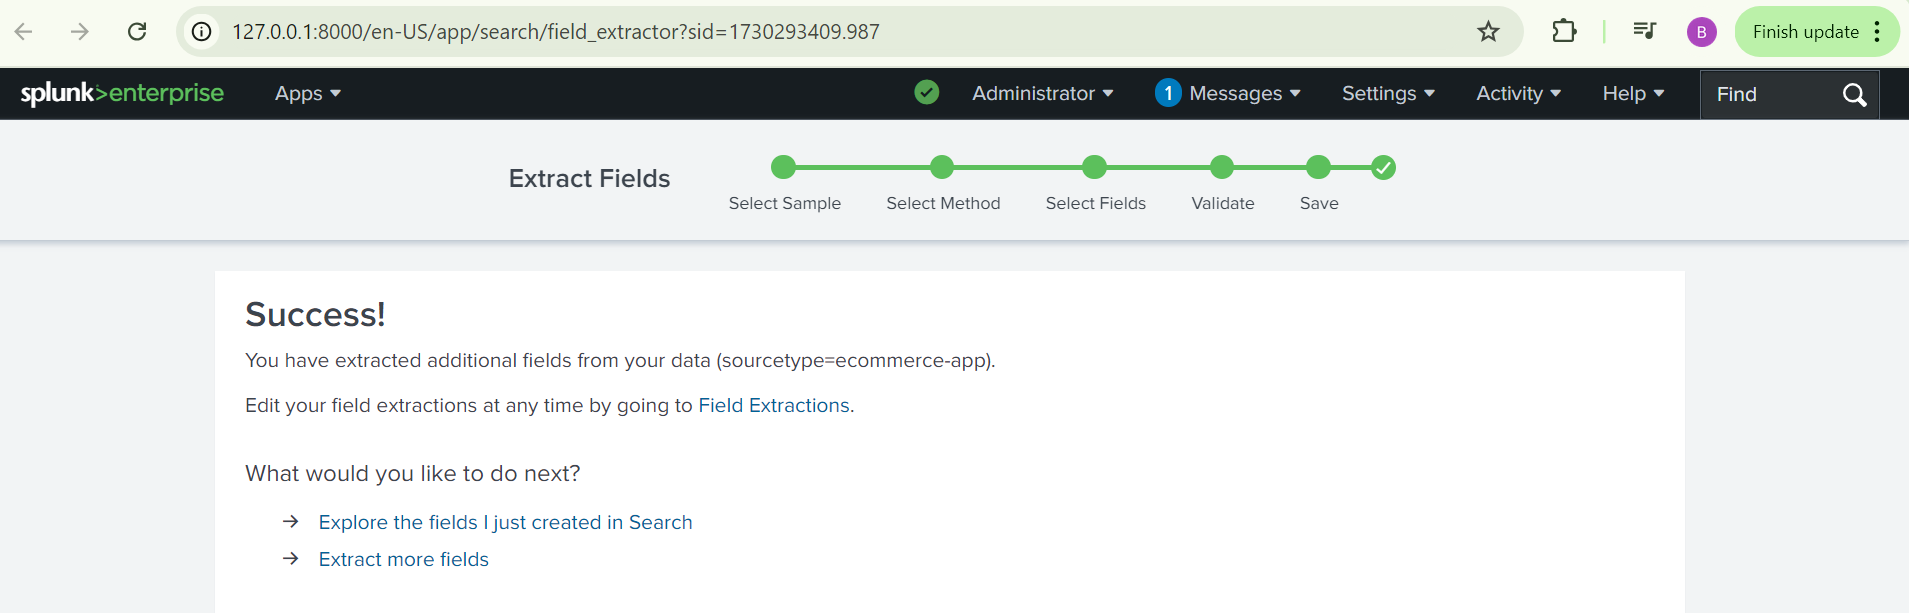 127.0.0.1:8000/en-US/app/search/field_extractor?sid=1730293409.987
B
Finish update
splunk>enterprise
Apps
Administrator
1 Messages
Settings
Activity
Help
Find
Extract Fields
Select Sample
Select Method
Select Fields
Validate
Save
Success!
You have extracted additional fields from your data (sourcetype=ecommerce-app).
Edit your field extractions at any time by going to Field Extractions.
What would you like to do next?
→ Explore the fields I just created in Search
→ Extract more fields